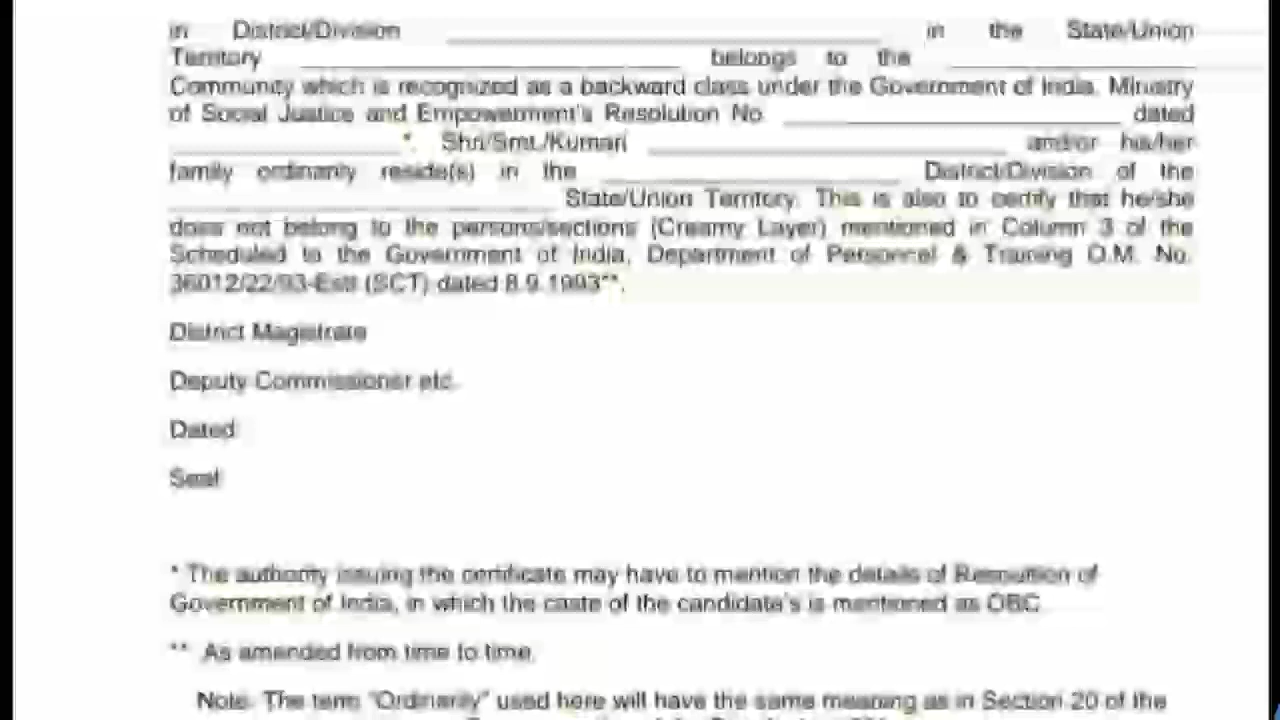 in District/Division ______________________ in the State/Union
Territory ______________________ belongs to the ______________
Community which is recognized as a backward class under the Government of India, Ministry
of Social Justice and Empowerment's Resolution No. ______________________ dated
______________*. Shri/Smt./Kumari ______________________ and/or his/her
family ordinarily reside(s) in the ______________________ District/Division of the
______________________ State/Union Territory. This is also to certify that he/she
does not belong to the persons/sections (Creamy Layer) mentioned in Column 3 of the
Scheduled to the Government of India, Department of Personnel & Training O.M. No.
36012/22/93-Estt (SCT) dated 8.9.1993**.
District Magistrate
Deputy Commissioner etc.
Dated
Seal
* The authority issuing the certificate may have to mention the details of Resolution of
Government of India, in which the caste of the candidate's is mentioned as OBC.
** As amended from time to time.
Note: The term "Ordinarily" used here will have the same meaning as in Section 20 of the